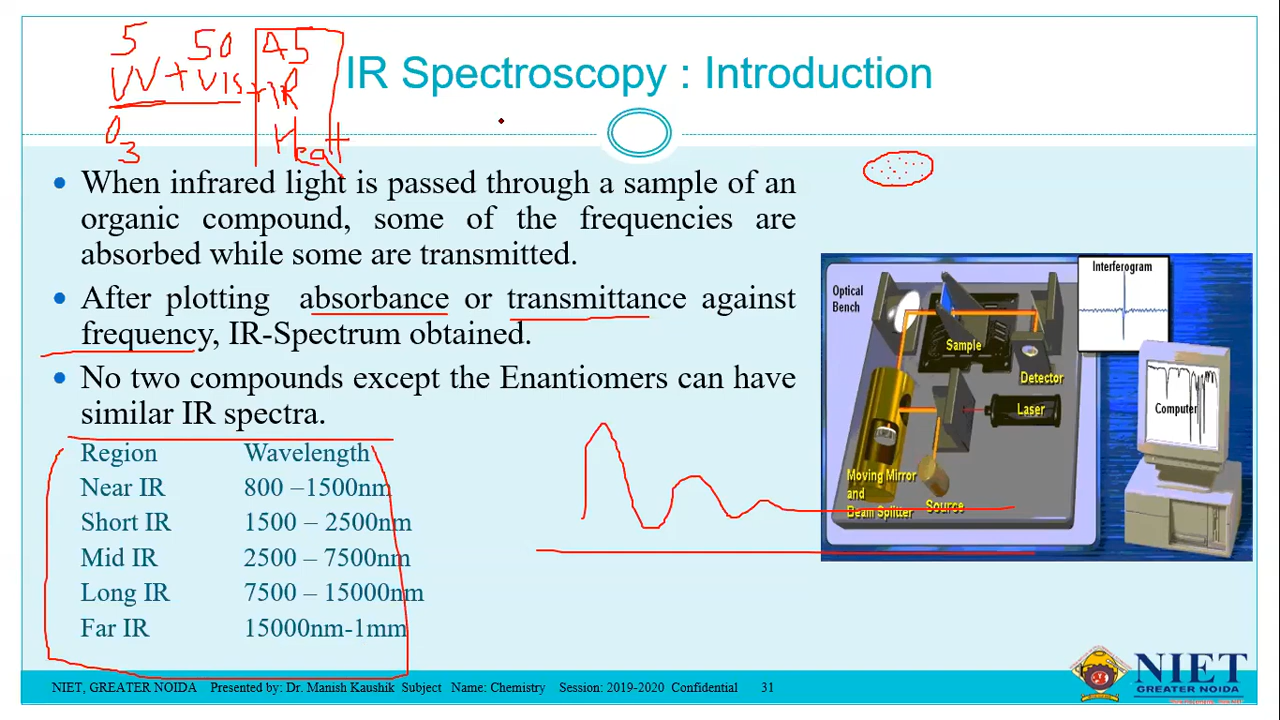 5 50 45
UV + VIS + IR
O3 Heat
IR Spectroscopy : Introduction
• When infrared light is passed through a sample of an
organic compound, some of the frequencies are
absorbed while some are transmitted.
• After plotting absorbance or transmittance against
frequency, IR-Spectrum obtained.
• No two compounds except the Enantiomers can have
similar IR spectra.
Region Wavelength
Near IR 800 –1500nm
Short IR 1500 – 2500nm
Mid IR 2500 – 7500nm
Long IR 7500 – 15000nm
Far IR 15000nm-1mm
Optical
Bench
Interferogram
Sample
Detector
Laser
Computer
Moving Mirror
and
Beam Splitter
Source
NIET
GREATER NOIDA
NIET, GREATER NOIDA Presented by: Dr. Manish Kaushik Subject Name: Chemistry Session: 2019-2020 Confidential 31